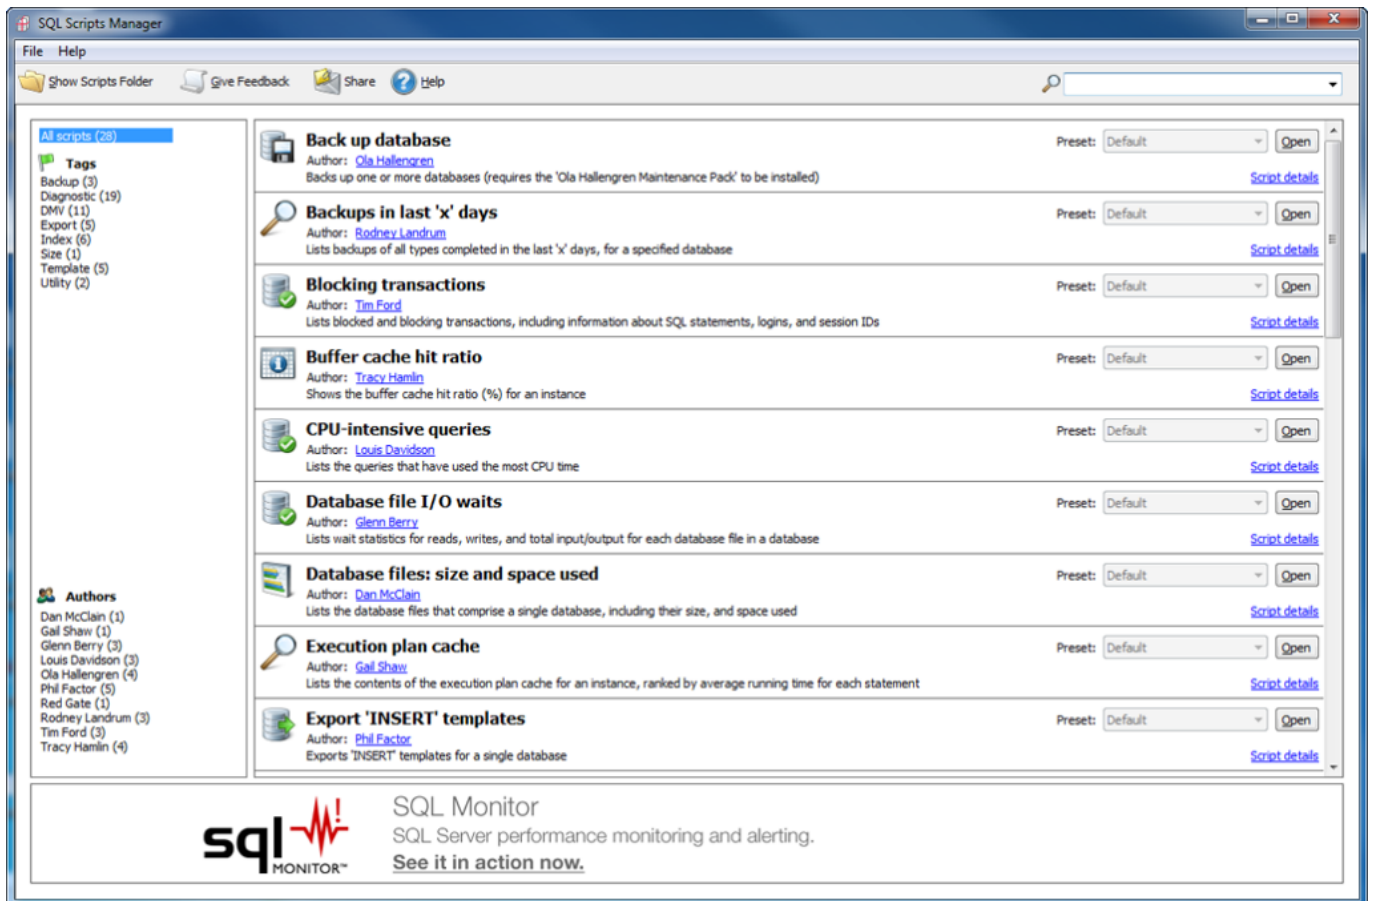 SQL Scripts Manager
File Help
Show Scripts Folder Give Feedback Share Help
All scripts (28)
Tags
Backup (3)
Diagnostic (19)
DMV (11)
Export (5)
Index (6)
Size (1)
Template (5)
Utility (2)
Authors
Dan McClain (1)
Gail Shaw (1)
Glenn Berry (3)
Louis Davidson (3)
Ola Hallengren (4)
Phil Factor (5)
Red Gate (1)
Rodney Landrum (3)
Tim Ford (3)
Tracy Hamlin (4)
Back up database Preset: Default Open
Author: Ola Hallengren
Backs up one or more databases (requires the 'Ola Hallengren Maintenance Pack' to be installed) Script details
Backups in last 'x' days Preset: Default Open
Author: Rodney Landrum
Lists backups of all types completed in the last 'x' days, for a specified database Script details
Blocking transactions Preset: Default Open
Author: Tim Ford
Lists blocked and blocking transactions, including information about SQL statements, logins, and session IDs Script details
Buffer cache hit ratio Preset: Default Open
Author: Tracy Hamlin
Shows the buffer cache hit ratio (%) for an instance Script details
CPU-intensive queries Preset: Default Open
Author: Louis Davidson
Lists the queries that have used the most CPU time Script details
Database file I/O waits Preset: Default Open
Author: Glenn Berry
Lists wait statistics for reads, writes, and total input/output for each database file in a database Script details
Database files: size and space used Preset: Default Open
Author: Dan McClain
Lists the database files that comprise a single database, including their size, and space used Script details
Execution plan cache Preset: Default Open
Author: Gail Shaw
Lists the contents of the execution plan cache for an instance, ranked by average running time for each statement Script details
Export 'INSERT' templates Preset: Default Open
Author: Phil Factor
Exports 'INSERT' templates for a single database Script details
sql MONITOR™
SQL Monitor
SQL Server performance monitoring and alerting.
See it in action now.